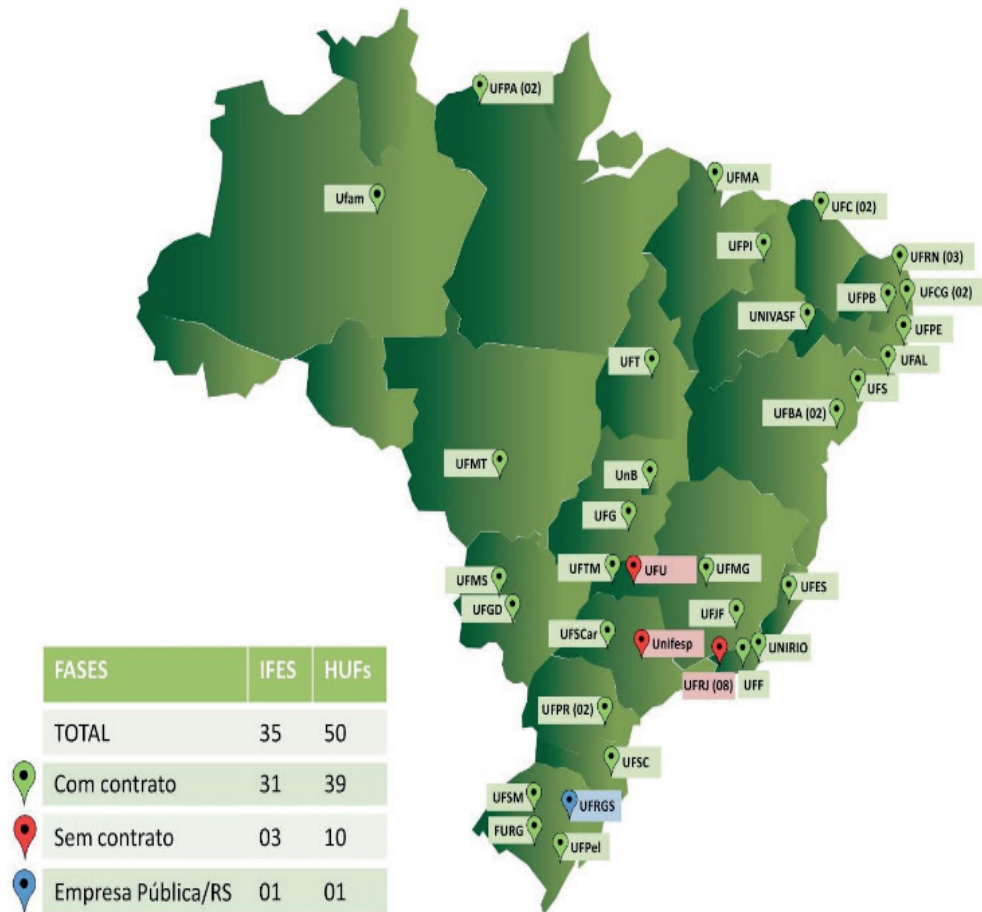 UFPA (02)
UFMA
Ufam
UFC (02)
UFPI
UFRN (03)
UFPB
UFCG (02)
UNIVASF
UFPE
UFT
UFAL
UFS
UFBA (02)
UFMT
UnB
UFG
UFTM
UFU
UFMG
UFMS
UFES
UFGD
UFJF
UFSCar
Unifesp
UNIRIO
UFRJ (08)
UFF
UFPR (02)
UFSC
UFSM
UFRGS
FURG
UFPel
FASES IFES HUFs
TOTAL 35 50
Com contrato 31 39
Sem contrato 03 10
Empresa Pública/RS 01 01